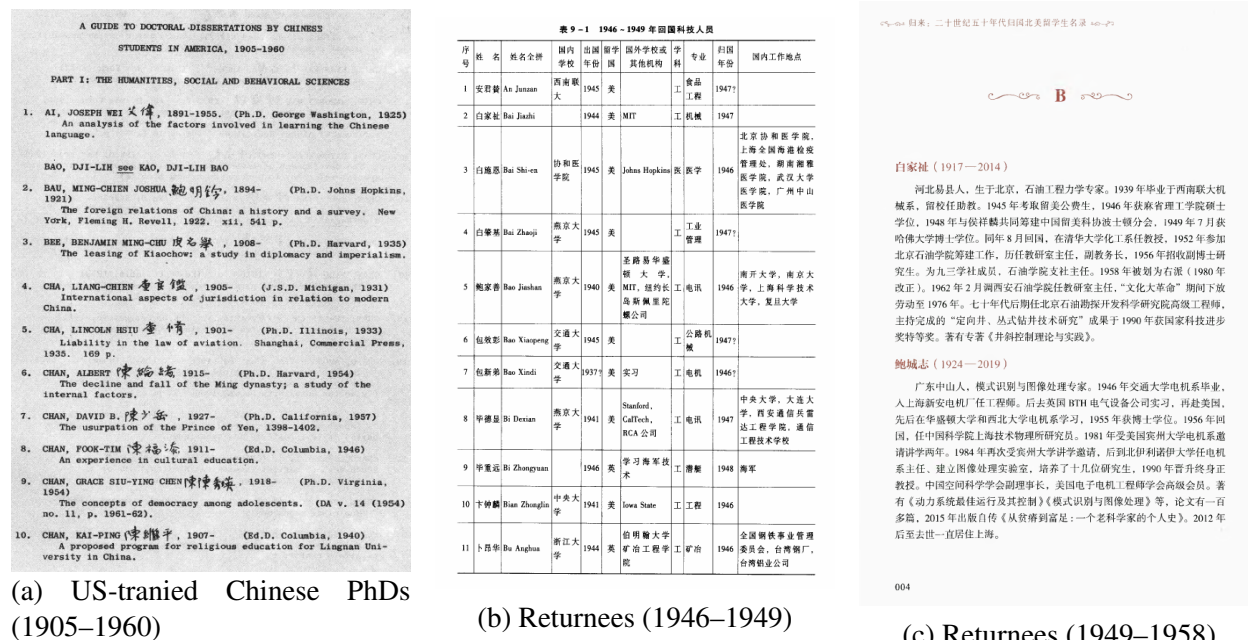 A GUIDE TO DOCTORAL DISSERTATIONS BY CHINESE
STUDENTS IN AMERICA, 1905-1960
PART I: THE HUMANITIES, SOCIAL AND BEHAVIORAL SCIENCES
1. AI, JOSEPH WEI 艾偉, 1891-1955. (Ph.D. George Washington, 1925)
An analysis of the factors involved in learning the Chinese
language.
BAO, DJI-LIH see KAO, DJI-LIH BAO
2. BAU, MING-CHIEN JOSHUA 鮑明鈐, 1894- (Ph.D. Johns Hopkins,
1921)
The foreign relations of China: a history and a survey. New
York, Fleming H. Revell, 1922. xii, 541 p.
3. BEE, BENJAMIN MING-CHU , 1908- (Ph.D. Harvard, 1935)
The leasing of Kiaochow: a study in diplomacy and imperialism.
4. CHA, LIANG-CHIEN 查良鑑, 1905- (J.S.D. Michigan, 1931)
International aspects of jurisdiction in relation to modern
China.
5. CHA, LINCOLN HSIU 查脩, 1901- (Ph.D. Illinois, 1933)
Liability in the law of aviation. Shanghai, Commercial Press,
1935. 169 p.
6. CHAN, ALBERT 陳綸緒 1915- (Ph.D. Harvard, 1954)
The decline and fall of the Ming dynasty; a study of the
internal factors.
7. CHAN, DAVID B. 陳少岳, 1927- (Ph.D. California, 1957)
The usurpation of the Prince of Yen, 1398-1402.
8. CHAN, FOOK-TIM 陳福添 1911- (Ed.D. Columbia, 1946)
An experience in cultural education.
9. CHAN, GRACE SIU-YING CHEN 陳陳秀瑛, 1918- (Ph.D. Virginia,
1954)
The concepts of democracy among adolescents. (DA v. 14 (1954)
no. 11, p. 1961-62).
10. CHAN, KAI-PING 陳繼平, 1907- (Ed.D. Columbia, 1940)
A proposed program for religious education for Lingnan Uni-
versity in China.
(a) US-tranied Chinese PhDs
(1905–1960)
表 9-1 1946～1949 年回国科技人员
序号 姓 名 姓名全拼 国内学校 出国年份 留学国 国外学校或其他机构 学科 专业 归国年份 国内工作地点
1 安君赞 An Junzan 西南联大 1945 美 工 食品工程 1947?
2 白家祉 Bai Jiazhi 1944 美 MIT 工 机械 1947
3 白施恩 Bai Shi-en 协和医学院 1945 美 Johns Hopkins 医 医学 1946 北京协和医学院，上海全国海港检疫管理处，湖南湘雅医学院，武汉大学医学院，广州中山医学院
4 白肇基 Bai Zhaoji 燕京大学 1945 美 工 工业管理 1947?
5 鲍家善 Bao Jiashan 燕京大学 1940 美 圣路易华盛顿大学，MIT，纽约长岛斯佩里陀螺公司 工 电讯 1946 南开大学，南京大学，上海科学技术大学，复旦大学
6 包效彭 Bao Xiaopeng 交通大学 1945 美 工 公路机械 1947?
7 包新弟 Bao Xindi 交通大学 1937? 美 实习 工 电机 1946?
8 毕德显 Bi Dexian 燕京大学 1941 美 Stanford, CalTech, RCA 公司 工 电讯 1947 中央大学，大连大学，西安通信兵雷达工程学院，通信工程技术学校
9 毕重远 Bi Zhongyuan 1946 英 学习海军技术 工 潜艇 1948 海军
10 卞钟麟 Bian Zhonglin 中央大学 1941 美 Iowa State 工 工程 1946
11 卜昂华 Bu Anghua 浙江大学 1944 英 伯明翰大学矿冶工程学院 工 矿冶 1946 全国钢铁事业管理委员会，台湾钢厂，台湾铝业公司
(b) Returnees (1946–1949)
归来：二十世纪五十年代归国北美留学生名录
B
白家祉（1917—2014）
河北易县人，生于北京，石油工程力学专家。1939 年毕业于西南联大机
械系，留校任助教。1945 年考取留美公费生，1946 年获麻省理工学院硕士
学位，1948 年与侯祥麟共同筹建中国留美科协波士顿分会，1949 年 7 月获
哈佛大学博士学位。同年 8 月回国，在清华大学化工系任教授，1952 年参加
北京石油学院筹建工作，历任教研室主任，副教务长，1956 年招收副博士研
究生。为九三学社成员，石油学院支社主任。1958 年被划为右派（1980 年
改正）。1962 年 2 月调西安石油学院任教研室主任，“文化大革命”期间下放
劳动至 1976 年。七十年代后期任北京石油勘探开发科学研究院高级工程师，
主持完成的“定向井、丛式钻井技术研究”成果于 1990 年获国家科技进步
奖特等奖。著有专著《井斜控制理论与实践》。
鲍城志（1924—2019）
广东中山人，模式识别与图像处理专家。1946 年交通大学电机系毕业，
入上海新安电机厂任工程师。后去英国 BTH 电气设备公司实习，再赴美国，
先后在华盛顿大学和西北大学电机系学习，1955 年获博士学位。1956 年回
国，任中国科学院上海技术物理所研究员。1981 年受美国宾州大学电机系邀
请讲学两年。1984 年再次受宾州大学讲学邀请，后到北伊利诺伊大学任电机
系主任、建立图像处理实验室，培养了十几位研究生，1990 年晋升终身正
教授。中国空间科学学会副理事长，美国电子电机工程师学会高级会员。著
有《动力系统最佳运行及其控制》《模式识别与图像处理》等，论文有一百
多篇，2015 年出版自传《从贫瘠到富足：一个老科学家的个人史》。2012 年
后至去世一直居住上海。
004
(c) Returnees (1949–1958)